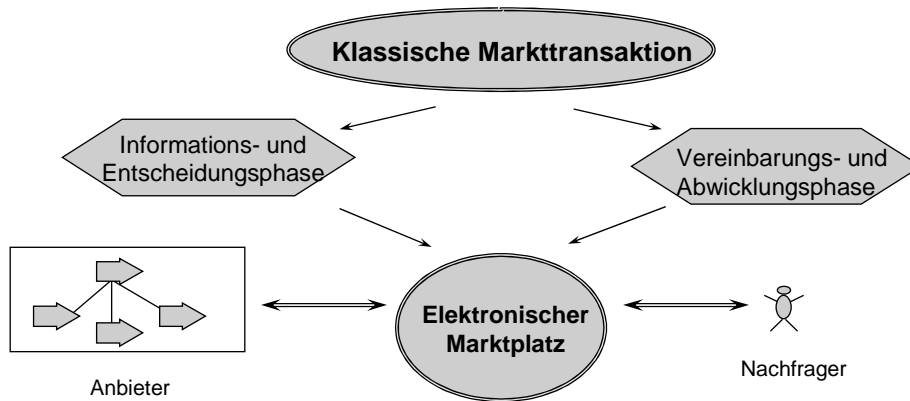 Klassische Markttransaktion
Informations- und
Entscheidungsphase
Vereinbarungs- und
Abwicklungsphase
Elektronischer
Marktplatz
Anbieter
Nachfrager